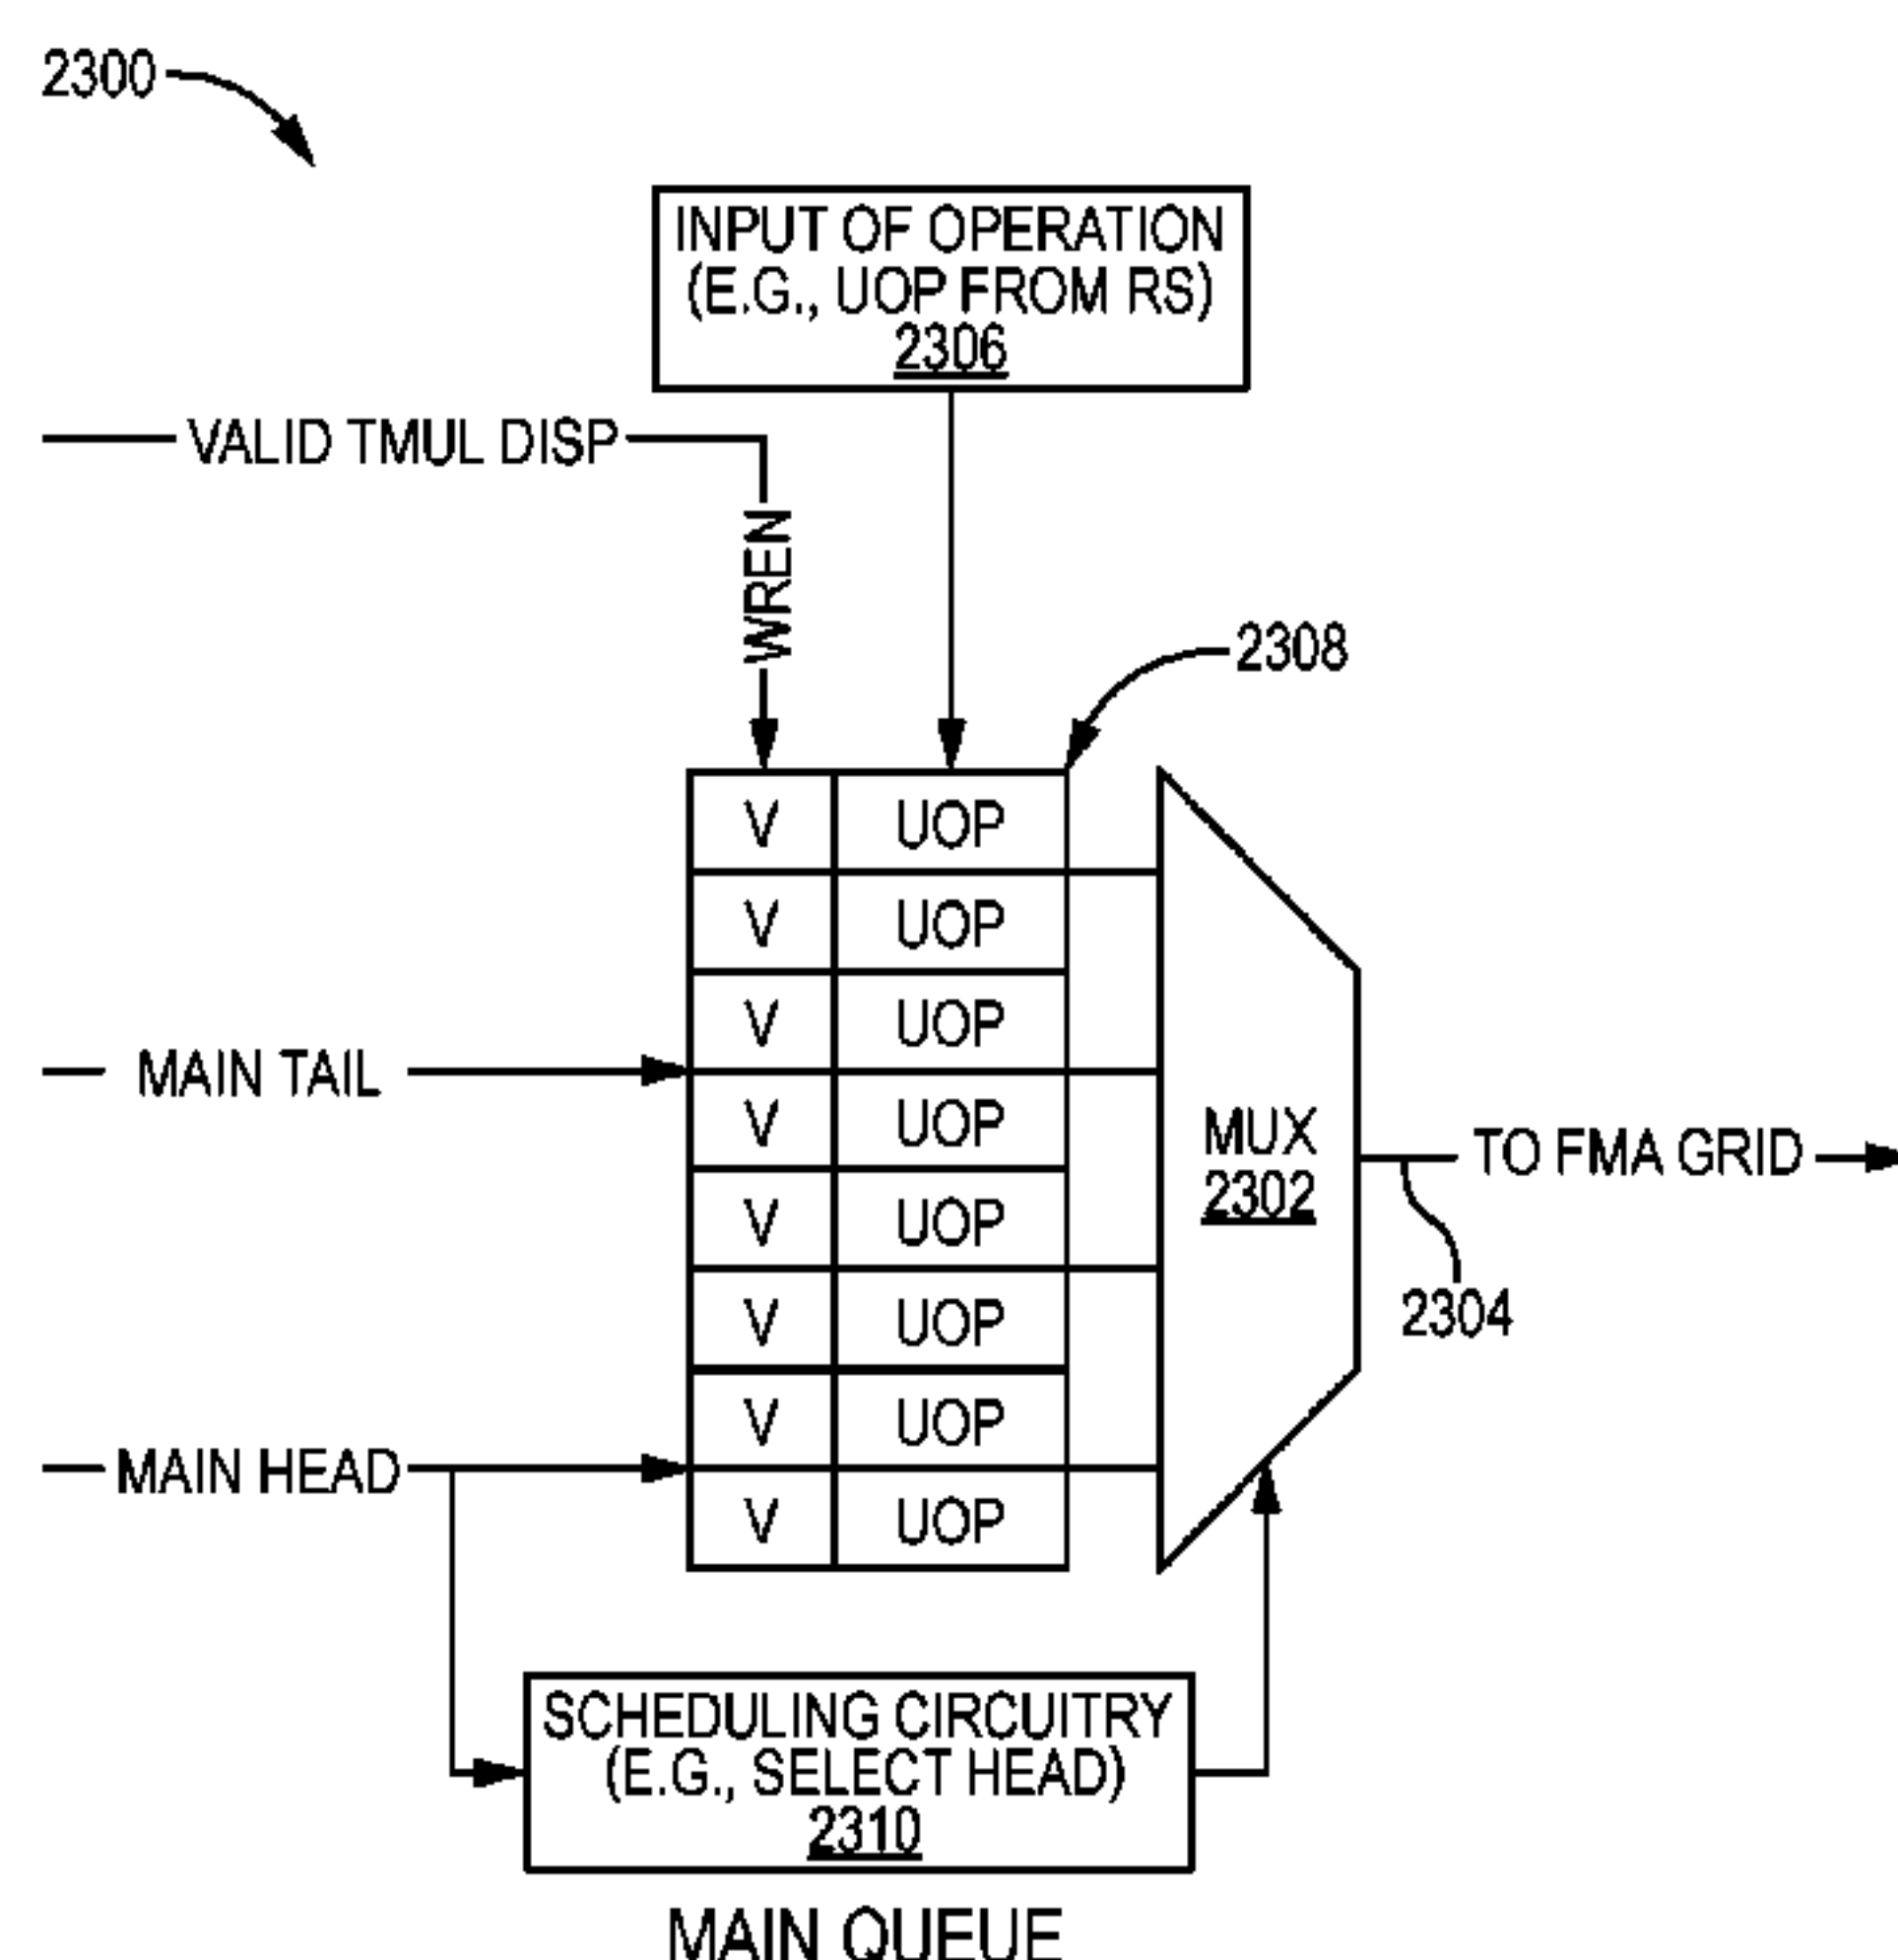 2300
INPUT OF OPERATION
(E.G., UOP FROM RS)
2306
VALID TMUL DISP
WREN
2308
V UOP
V UOP
V UOP
MAIN TAIL
V UOP
MUX
2302
TO FMA GRID
V UOP
2304
V UOP
V UOP
MAIN HEAD
V UOP
SCHEDULING CIRCUITRY
(E.G., SELECT HEAD)
2310
MAIN QUEUE